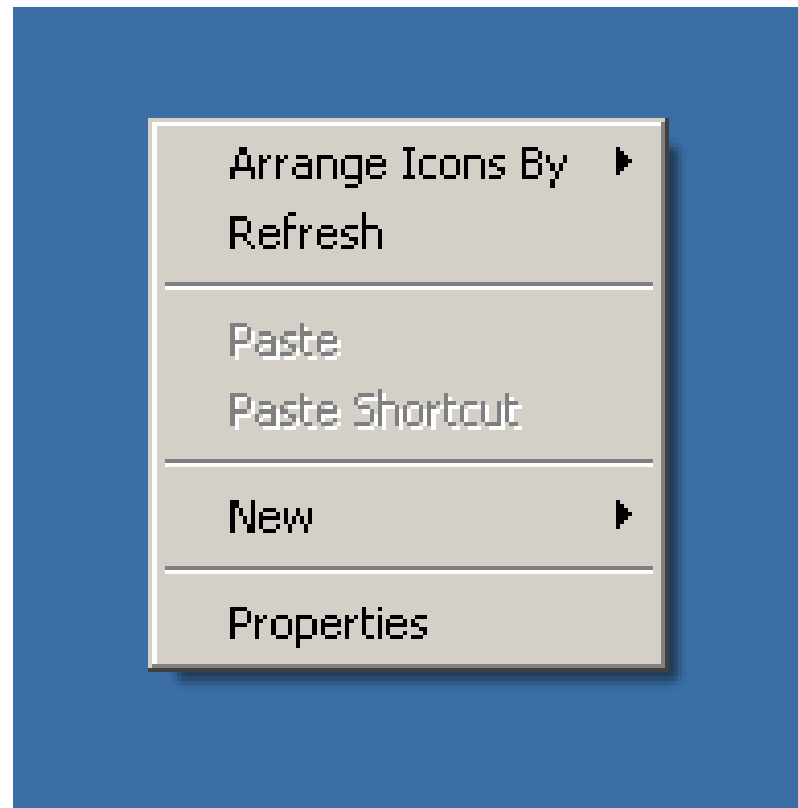 Arrange Icons By
Refresh
Paste
Paste Shortcut
New
Properties